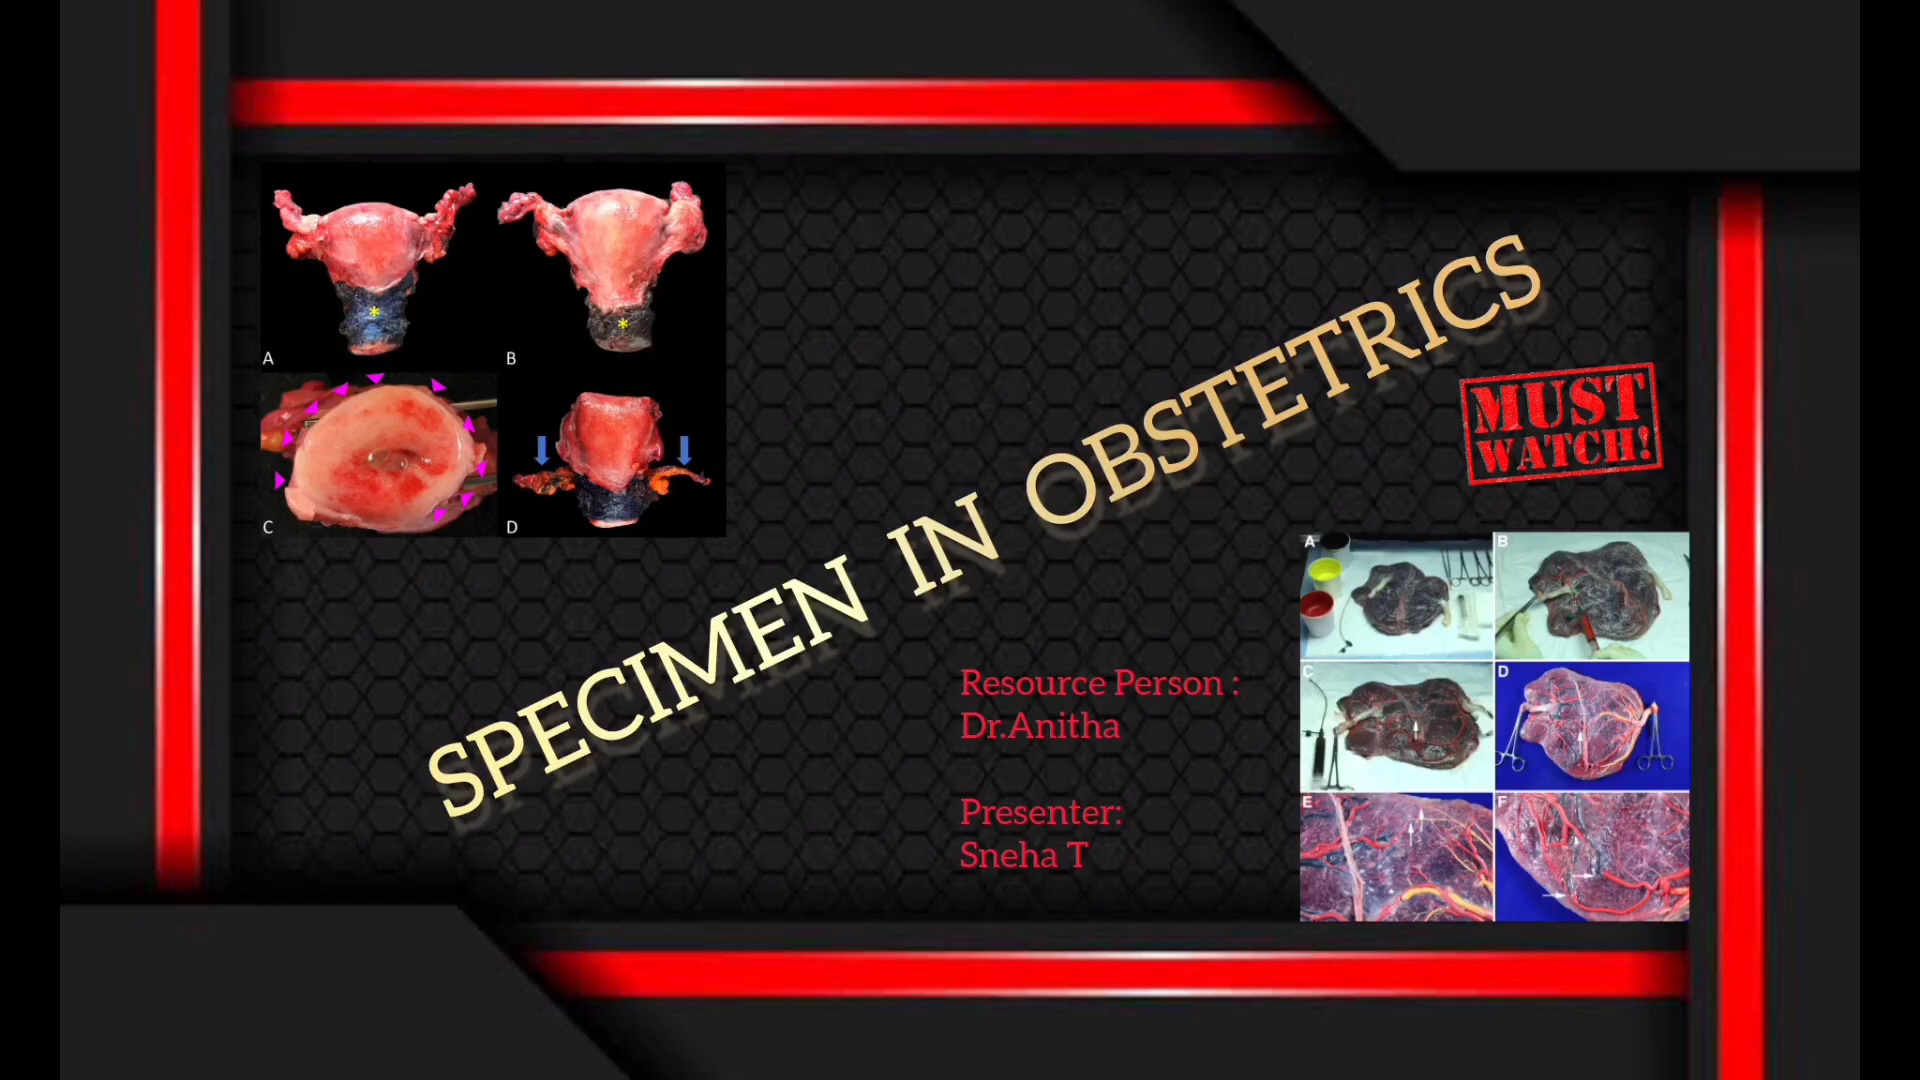 A
B
*
*
C
D
SPECIMEN IN OBSTETRICS
MUST
WATCH!
Resource Person :
Dr.Anitha
Presenter:
Sneha T
A
B
C
D
E
F